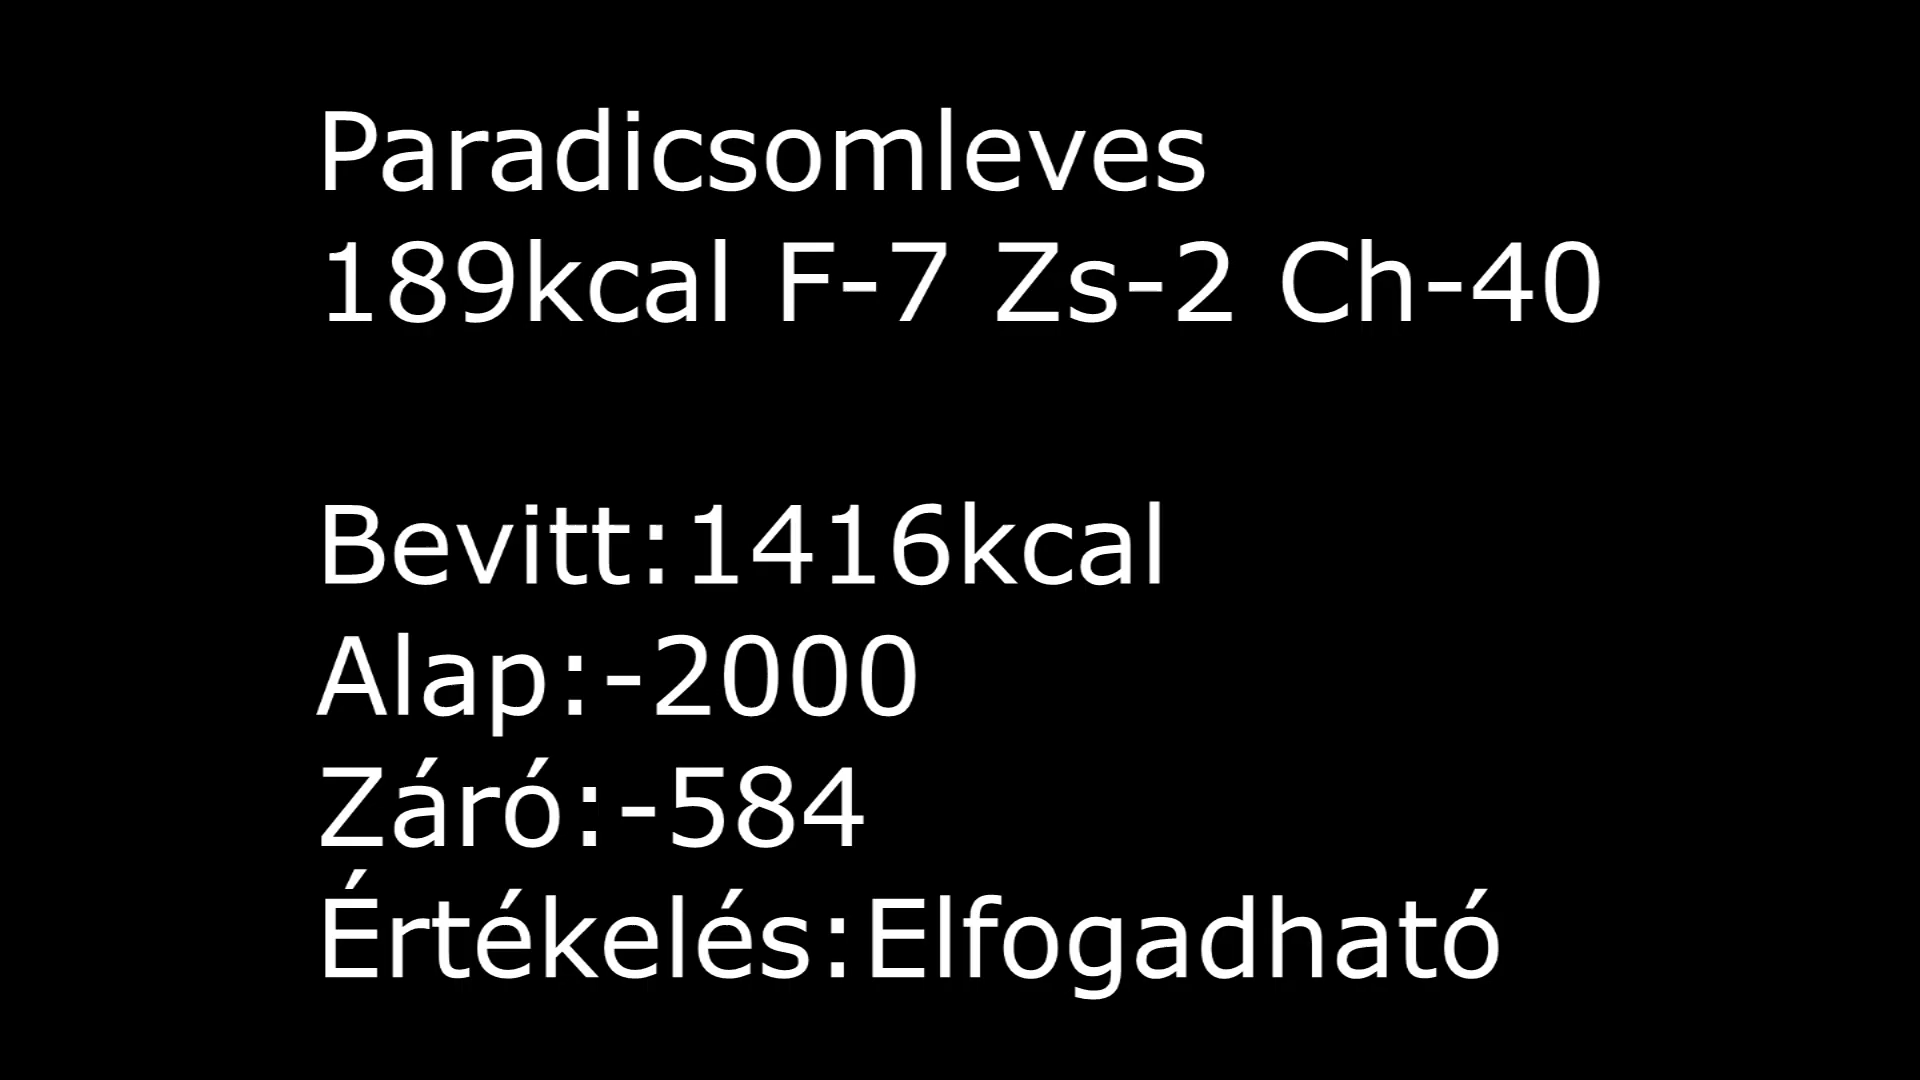 Paradicsomleves
189kcal F-7 Zs-2 Ch-40
Bevitt:1416kcal
Alap:-2000
Záró:-584
Értékelés:Elfogadható